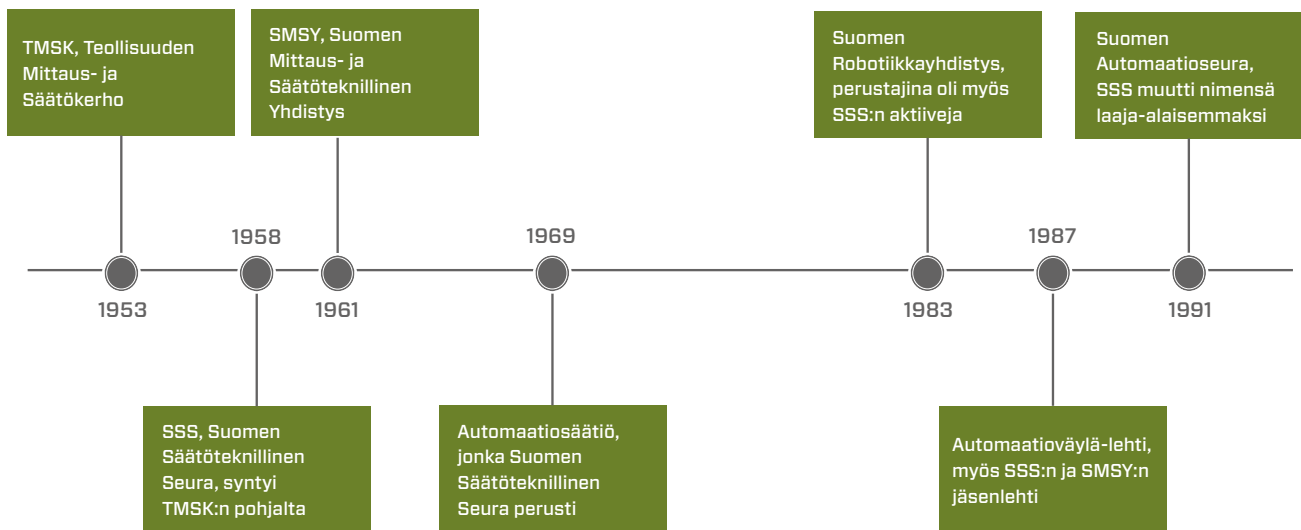 TMSK, Teollisuuden
Mittaus- ja
Säätökerho
SMSY, Suomen
Mittaus- ja
Säätöteknillinen
Yhdistys
Suomen
Robotiikkayhdistys,
perustajina oli myös
SSS:n aktiiveja
Suomen
Automaatioseura,
SSS muutti nimensä
laaja-alaisemmaksi
1958
1969
1987
1953
1961
1983
1991
SSS, Suomen
Säätöteknillinen
Seura, syntyi
TMSK:n pohjalta
Automaatiosäätiö,
jonka Suomen
Säätöteknillinen
Seura perusti
Automaatioväylä-lehti,
myös SSS:n ja SMSY:n
jäsenlehti